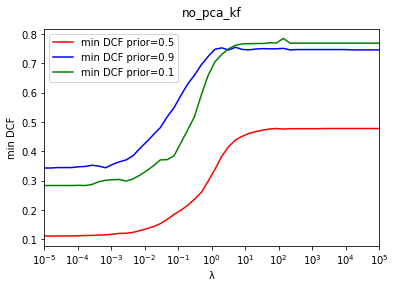 no_pca_kf
min DCF prior=0.5
min DCF prior=0.9
min DCF prior=0.1
min DCF
0.8
0.7
0.6
0.5
0.4
0.3
0.2
0.1
10⁻⁵ 10⁻⁴ 10⁻³ 10⁻² 10⁻¹ 10⁰ 10¹ 10² 10³ 10⁴ 10⁵
λ